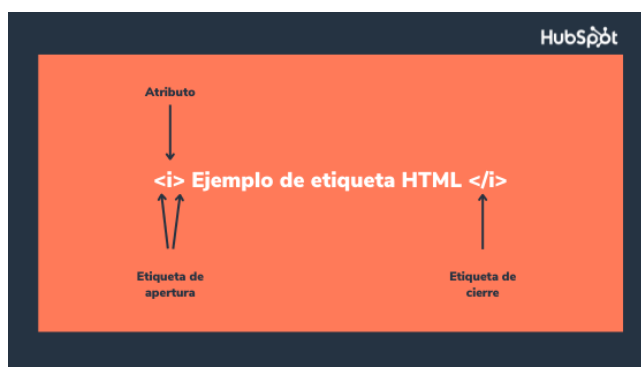 HubSpot
Atributo
<i> Ejemplo de etiqueta HTML </i>
Etiqueta de
apertura
Etiqueta de
cierre